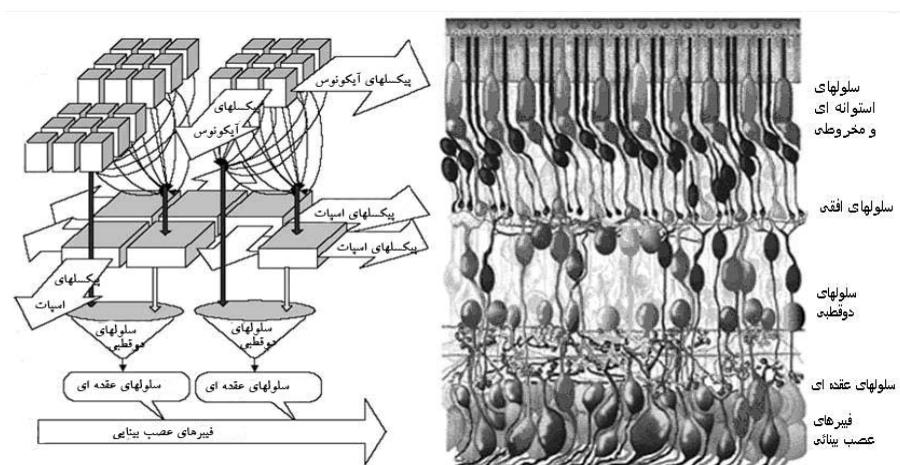 پیکسلهای آیکونوس
پیکسلهای
آیکونوس
پیکسلهای اسپات
پیکسلهای اسپات
پیکسلهای
اسپات
سلولهای
دوقطبی
سلولهای
دوقطبی
سلولهای عقده ای
سلولهای عقده ای
فیبرهای عصب بینایی
سلولهای
استوانه ای
و مخروطی
سلولهای افقی
سلولهای
دوقطبی
سلولهای عقده ای
فیبرهای
عصب بینائی